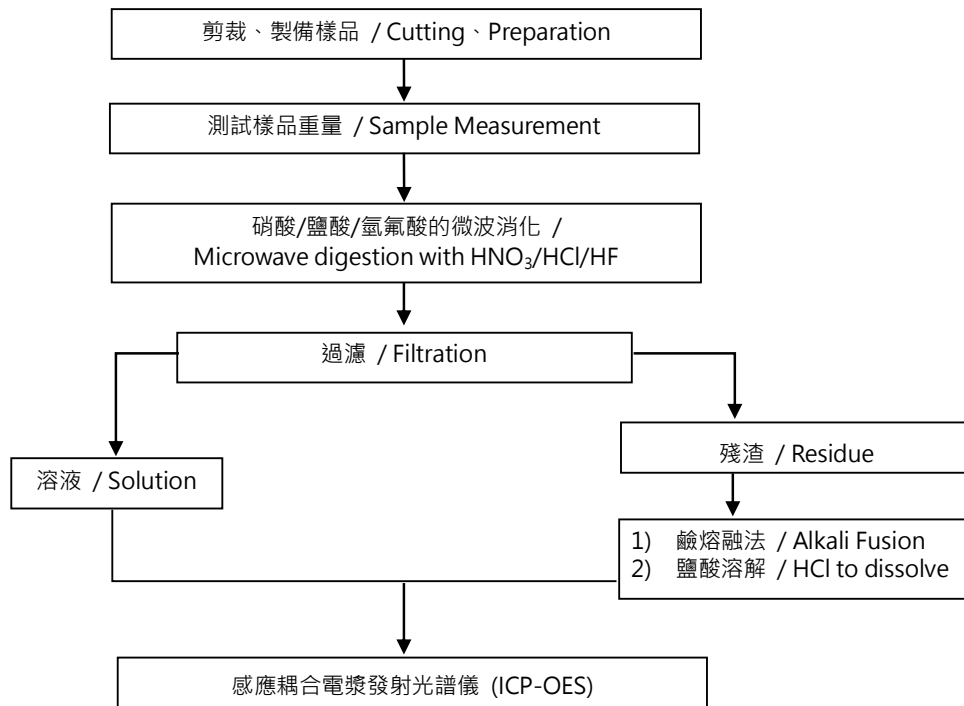 剪裁、製備樣品 / Cutting、Preparation
測試樣品重量 / Sample Measurement
硝酸/鹽酸/氫氟酸的微波消化 /
Microwave digestion with HNO₃/HCl/HF
過濾 / Filtration
溶液 / Solution
殘渣 / Residue
1) 鹼熔融法 / Alkali Fusion
2) 鹽酸溶解 / HCl to dissolve
感應耦合電漿發射光譜儀 (ICP-OES)